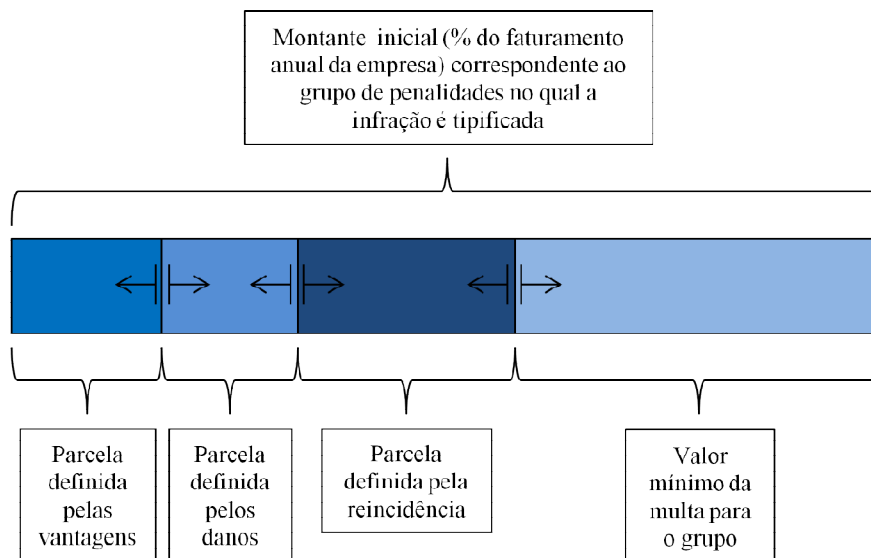 Montante inicial (% do faturamento
anual da empresa) correspondente ao
grupo de penalidades no qual a
infração é tipificada
Parcela
definida
pelas
vantagens
Parcela
definida
pelos
danos
Parcela
definida pela
reincidência
Valor
mínimo da
multa para
o grupo